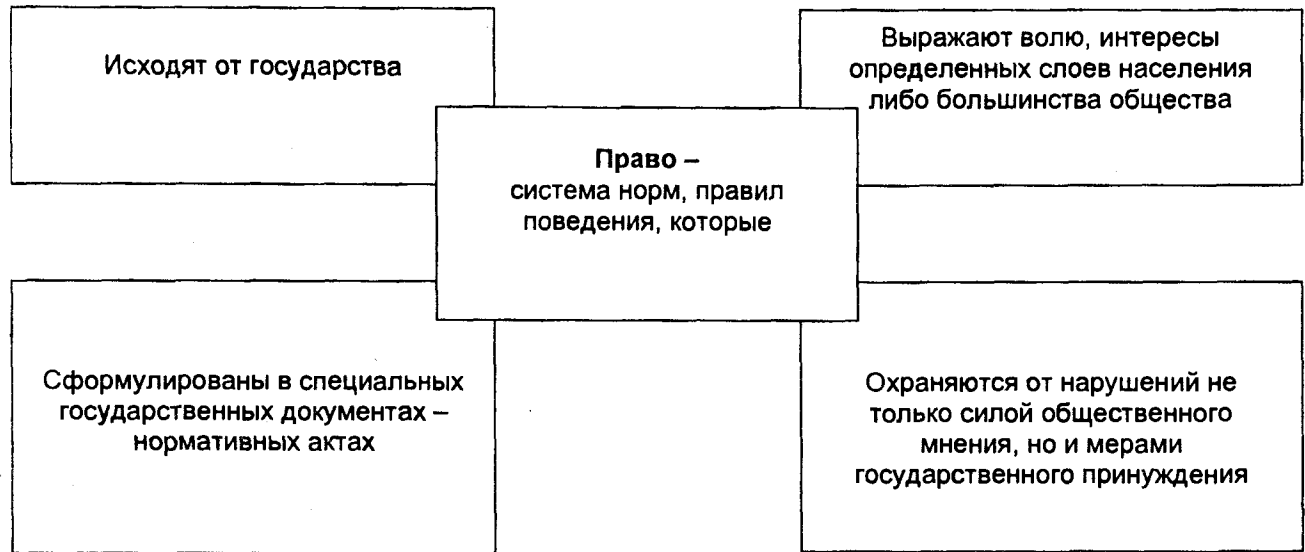 Исходят от государства
Выражают волю, интересы
определенных слоев населения
либо большинства общества
Право –
система норм, правил
поведения, которые
Сформулированы в специальных
государственных документах –
нормативных актах
Охраняются от нарушений не
только силой общественного
мнения, но и мерами
государственного принуждения